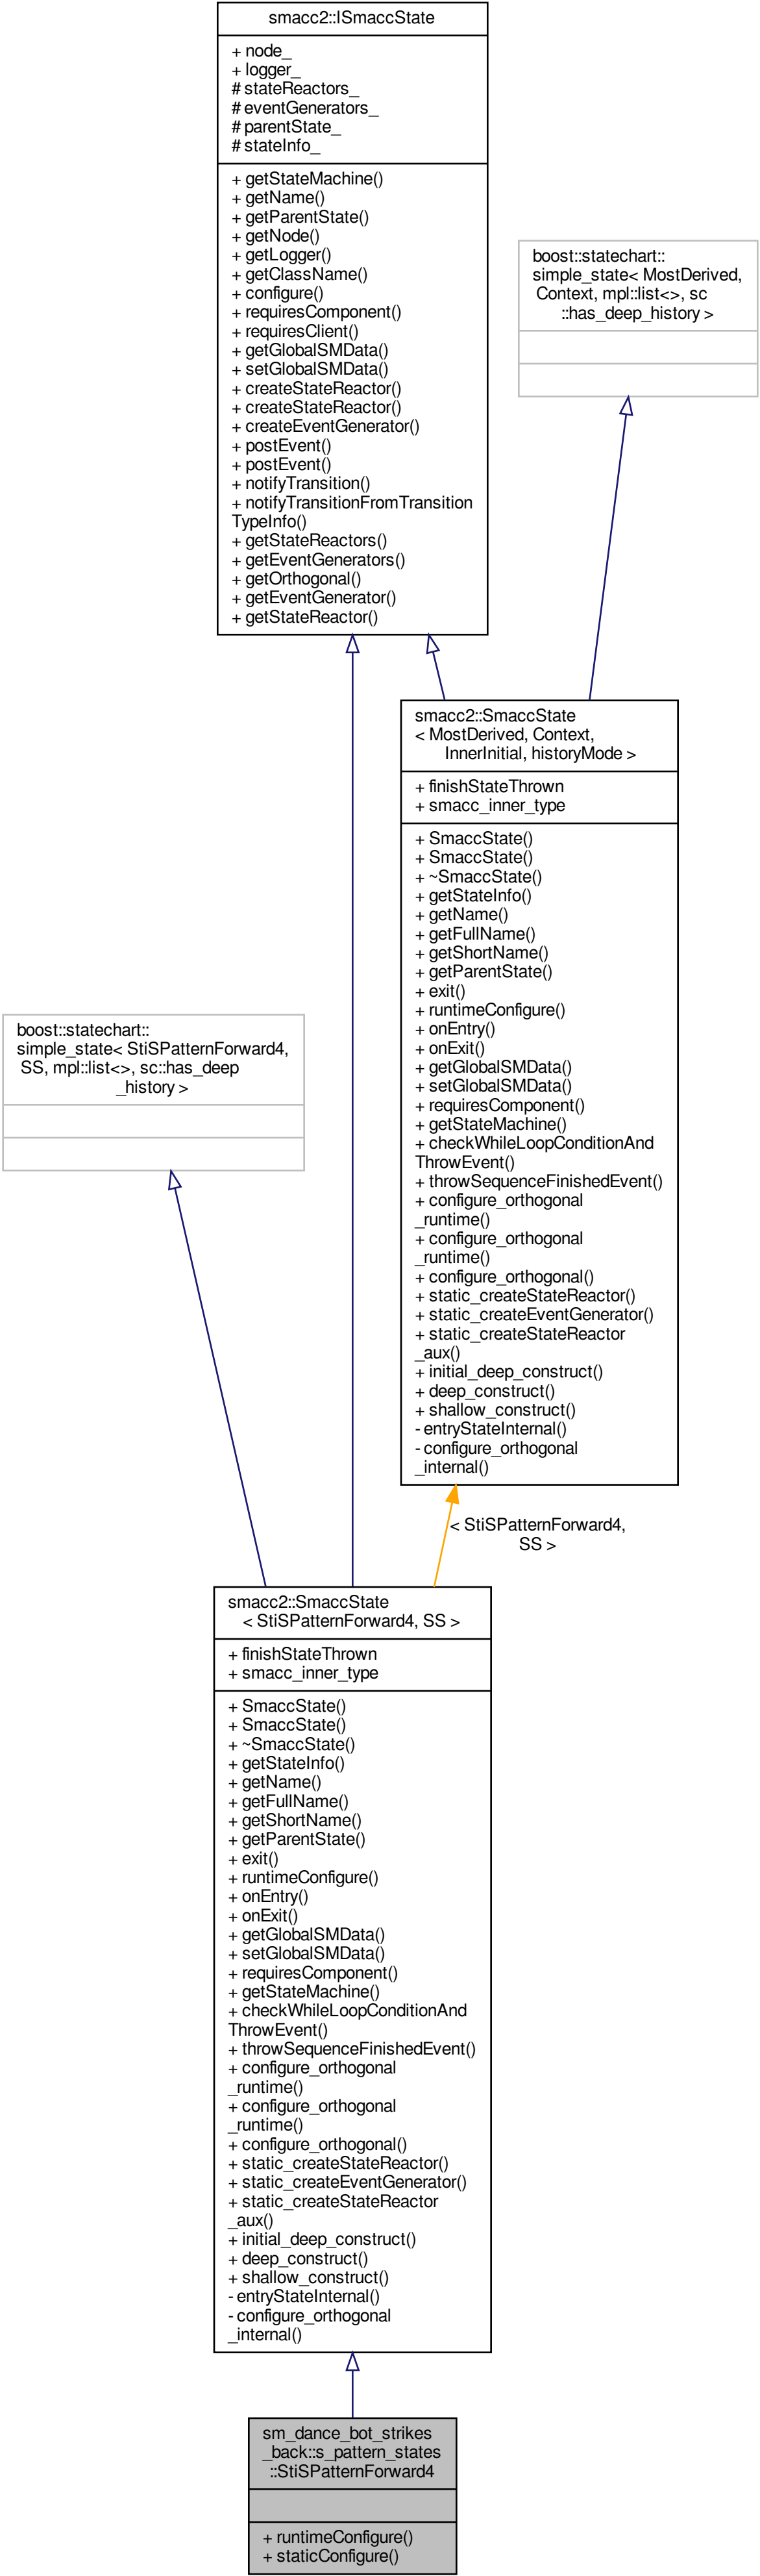 smacc2::ISmaccState
+ node_
+ logger_
# stateReactors_
# eventGenerators_
# parentState_
# stateInfo_
+ getStateMachine()
+ getName()
+ getParentState()
+ getNode()
+ getLogger()
+ getClassName()
+ configure()
+ requiresComponent()
+ requiresClient()
+ getGlobalSMData()
+ setGlobalSMData()
+ createStateReactor()
+ createStateReactor()
+ createEventGenerator()
+ postEvent()
+ postEvent()
+ notifyTransition()
+ notifyTransitionFromTransition
TypeInfo()
+ getStateReactors()
+ getEventGenerators()
+ getOrthogonal()
+ getEventGenerator()
+ getStateReactor()
boost::statechart::
simple_state< MostDerived,
Context, mpl::list<>, sc
::has_deep_history >
smacc2::SmaccState
< MostDerived, Context,
InnerInitial, historyMode >
+ finishStateThrown
+ smacc_inner_type
+ SmaccState()
+ SmaccState()
+ ~SmaccState()
+ getStateInfo()
+ getName()
+ getFullName()
+ getShortName()
+ getParentState()
+ exit()
+ runtimeConfigure()
+ onEntry()
+ onExit()
+ getGlobalSMData()
+ setGlobalSMData()
+ requiresComponent()
+ getStateMachine()
+ checkWhileLoopConditionAnd
ThrowEvent()
+ throwSequenceFinishedEvent()
+ configure_orthogonal
_runtime()
+ configure_orthogonal
_runtime()
+ configure_orthogonal()
+ static_createStateReactor()
+ static_createEventGenerator()
+ static_createStateReactor
_aux()
+ initial_deep_construct()
+ deep_construct()
+ shallow_construct()
- entryStateInternal()
- configure_orthogonal
_internal()
boost::statechart::
simple_state< StiSPatternForward4,
SS, mpl::list<>, sc::has_deep
_history >
< StiSPatternForward4,
SS >
smacc2::SmaccState
< StiSPatternForward4, SS >
+ finishStateThrown
+ smacc_inner_type
+ SmaccState()
+ SmaccState()
+ ~SmaccState()
+ getStateInfo()
+ getName()
+ getFullName()
+ getShortName()
+ getParentState()
+ exit()
+ runtimeConfigure()
+ onEntry()
+ onExit()
+ getGlobalSMData()
+ setGlobalSMData()
+ requiresComponent()
+ getStateMachine()
+ checkWhileLoopConditionAnd
ThrowEvent()
+ throwSequenceFinishedEvent()
+ configure_orthogonal
_runtime()
+ configure_orthogonal
_runtime()
+ configure_orthogonal()
+ static_createStateReactor()
+ static_createEventGenerator()
+ static_createStateReactor
_aux()
+ initial_deep_construct()
+ deep_construct()
+ shallow_construct()
- entryStateInternal()
- configure_orthogonal
_internal()
sm_dance_bot_strikes
_back::s_pattern_states
::StiSPatternForward4
+ runtimeConfigure()
+ staticConfigure()